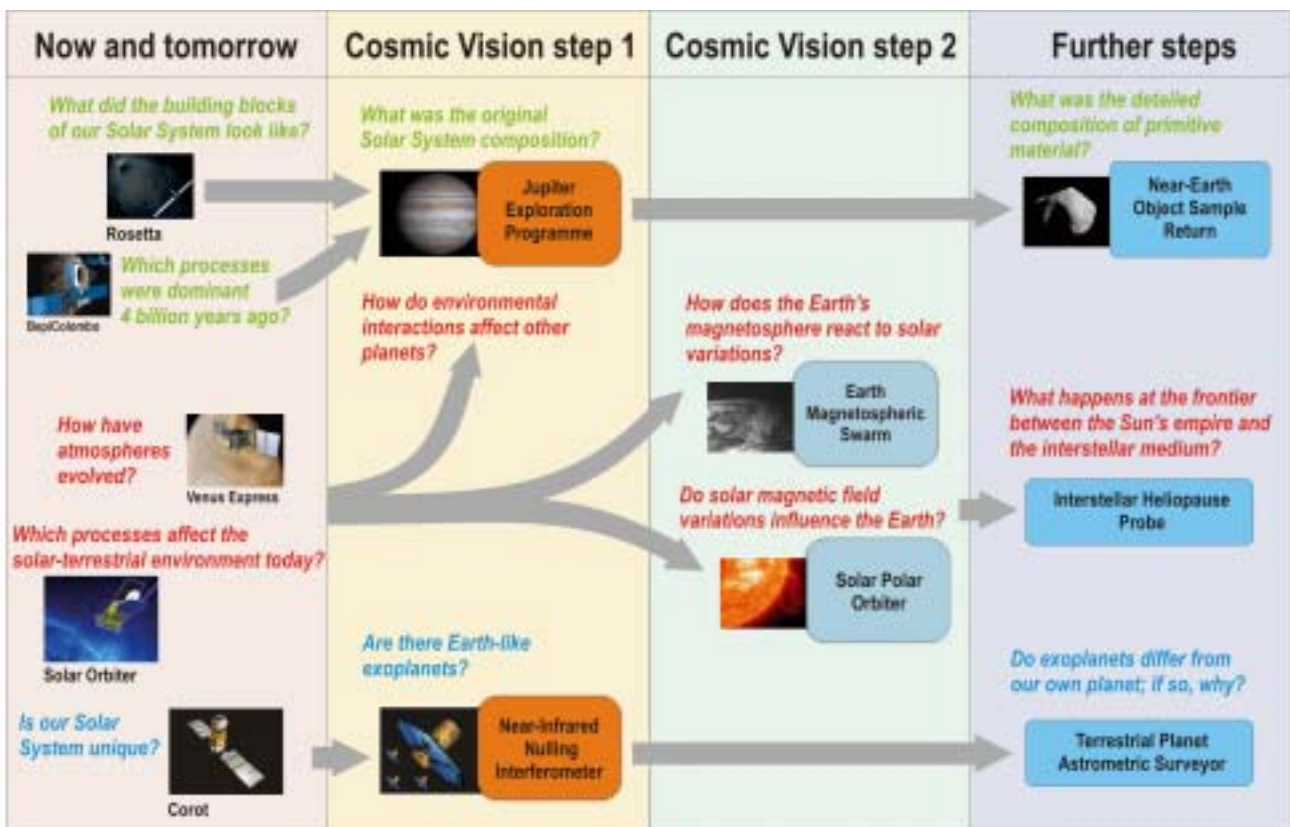 Now and tomorrow
What did the building blocks
of our Solar System look like?
Rosetta
Which processes
were dominant
4 billion years ago?
BepiColombo
How have
atmospheres
evolved?
Venus Express
Which processes affect the
solar-terrestrial environment today?
Solar Orbiter
Is our Solar
System unique?
Corot
Cosmic Vision step 1
What was the original
Solar System composition?
Jupiter
Exploration
Programme
How do environmental
interactions affect other
planets?
Are there Earth-like
exoplanets?
Near-Infrared
Nulling
Interferometer
Cosmic Vision step 2
How does the Earth's
magnetosphere react to solar
variations?
Earth
Magnetospheric
Swarm
Do solar magnetic field
variations influence the Earth?
Solar Polar
Orbiter
Further steps
What was the detailed
composition of primitive
material?
Near-Earth
Object Sample
Return
What happens at the frontier
between the Sun's empire and
the interstellar medium?
Interstellar Heliopause
Probe
Do exoplanets differ from
our own planet; if so, why?
Terrestrial Planet
Astrometric Surveyor